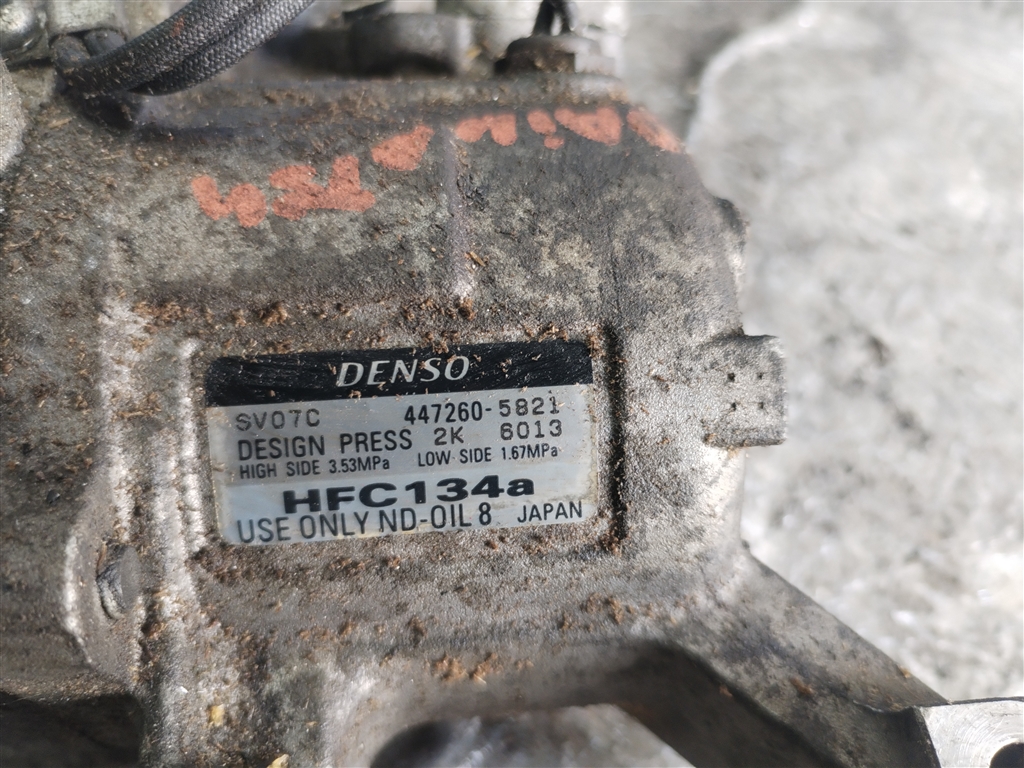 DENSO
SV07C 447260-5821
DESIGN PRESS 2K 6013
HIGH SIDE 3.53MPa LOW SIDE 1.67MPa
HFC134a
USE ONLY ND-OIL 8 JAPAN